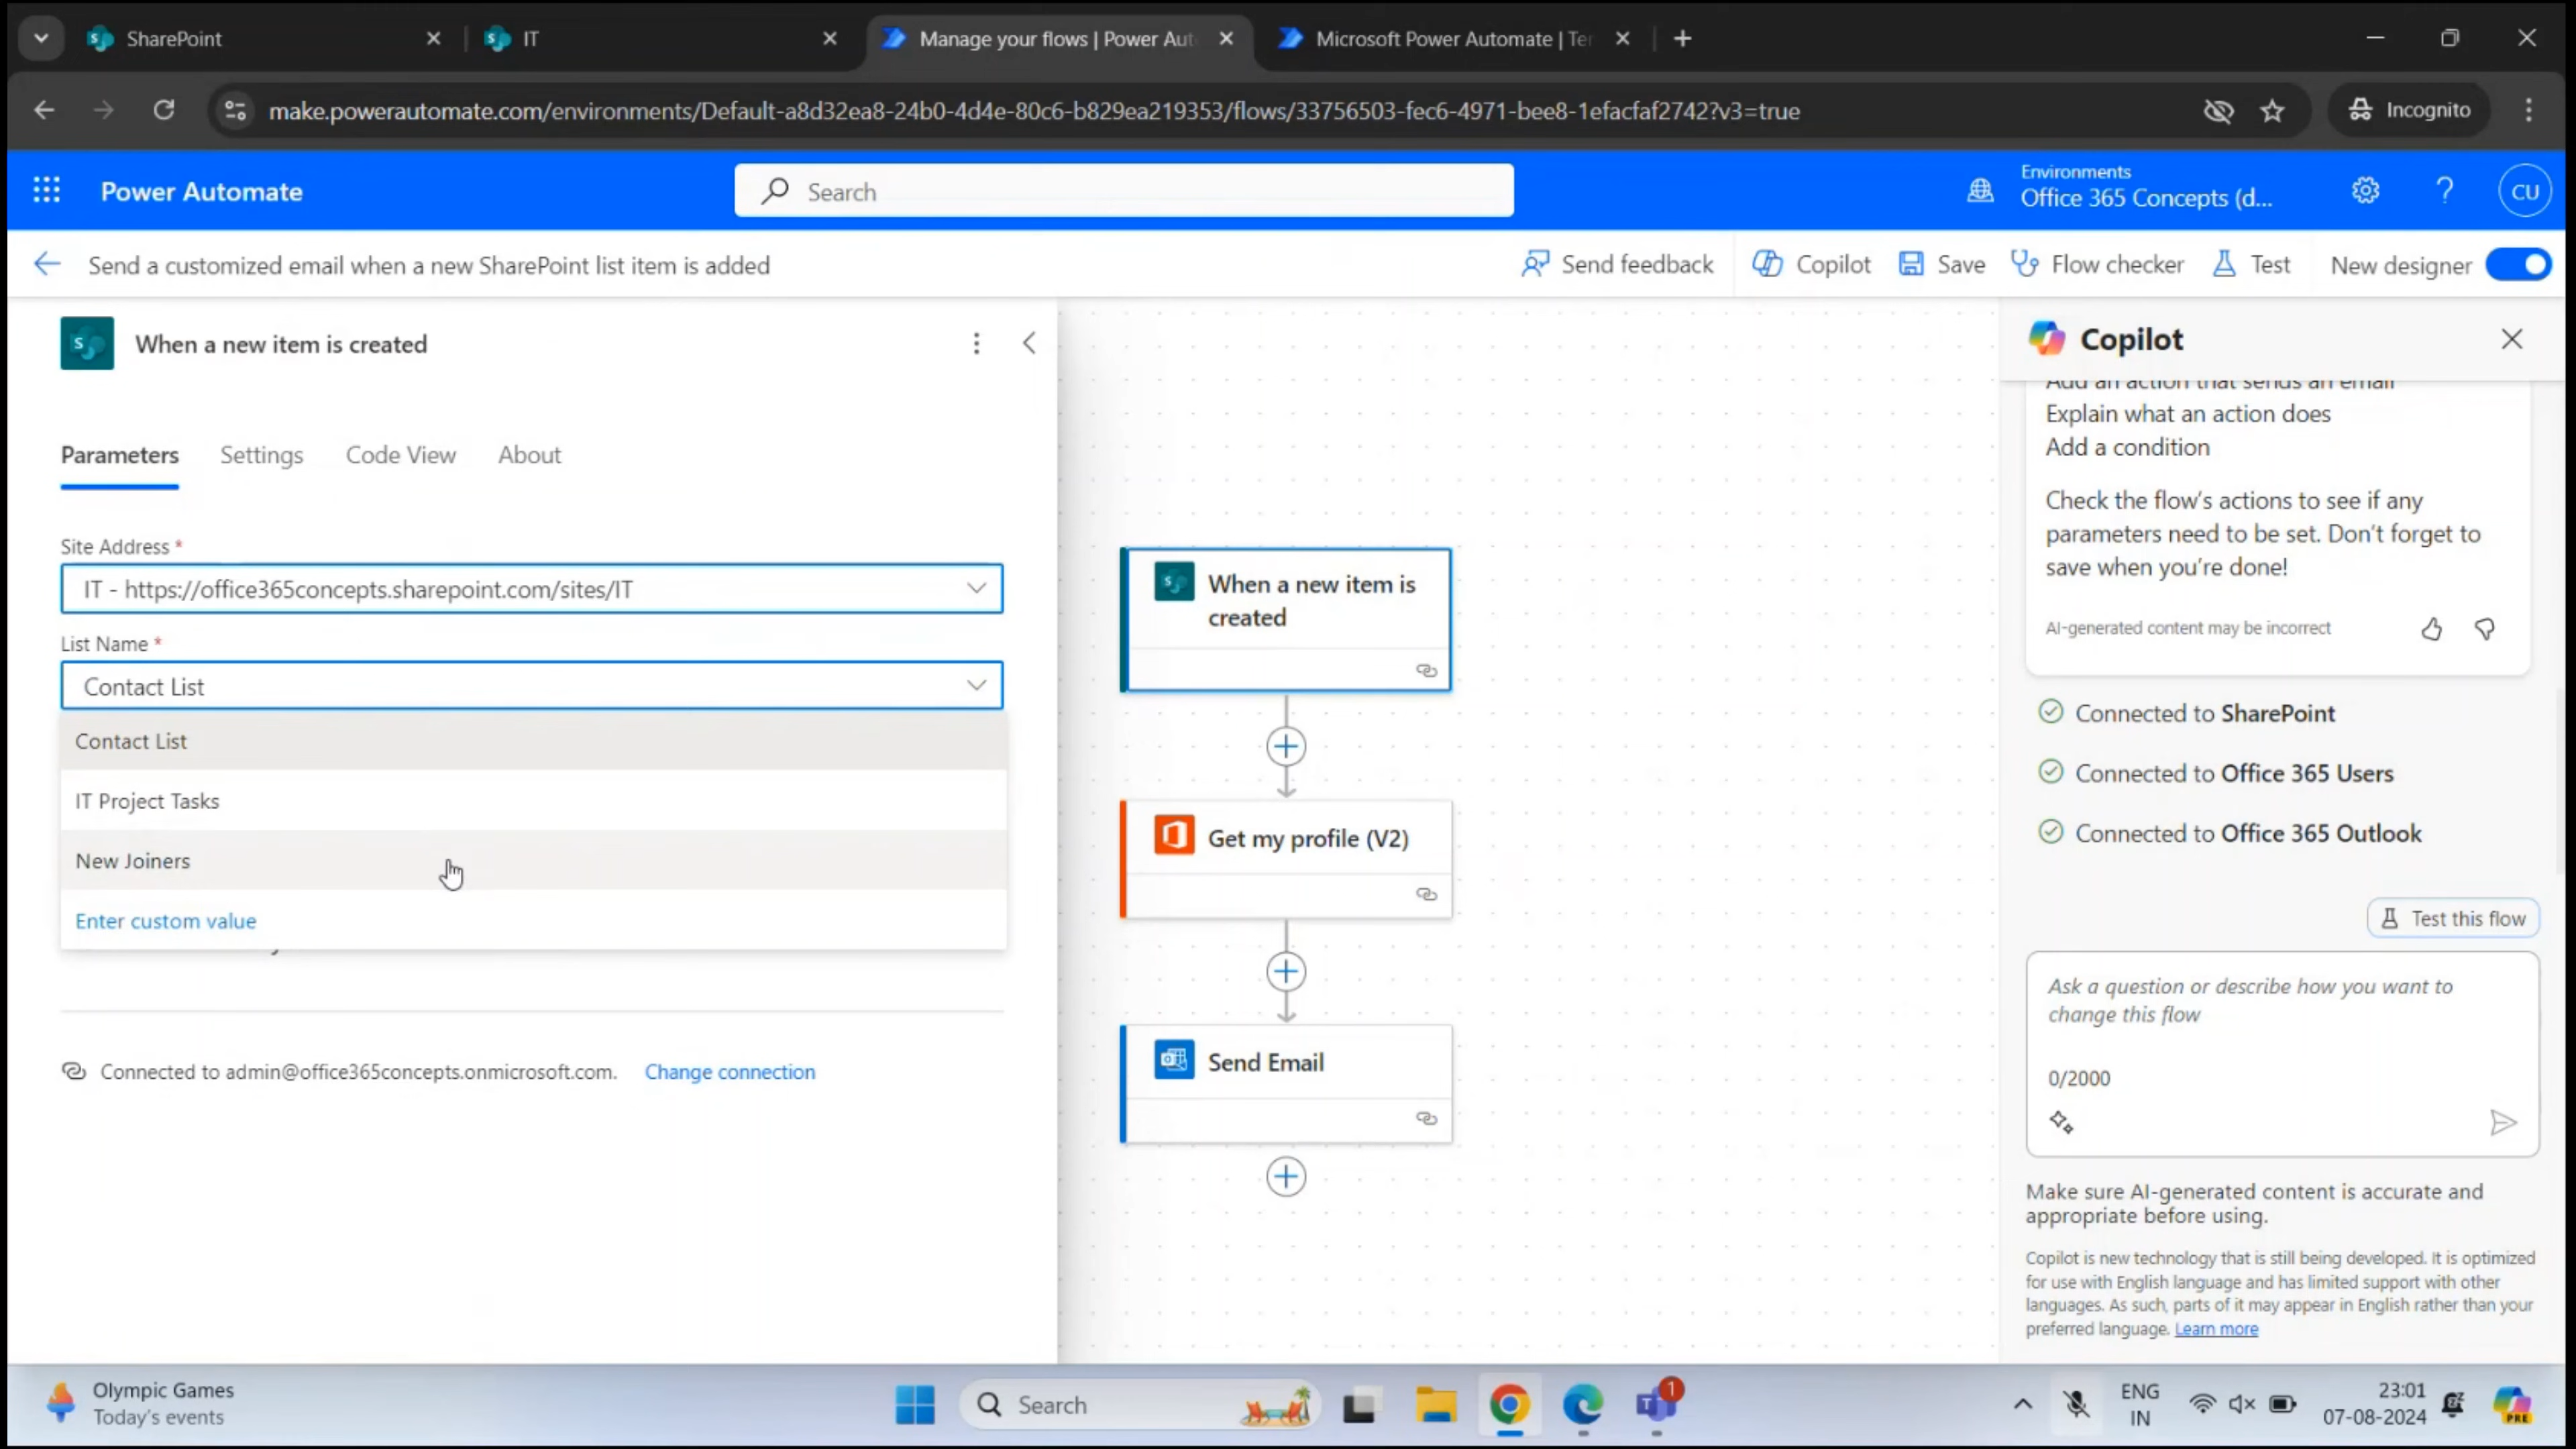 SharePoint
IT
Manage your flows | Power Aut
Microsoft Power Automate | Ter
make.powerautomate.com/environments/Default-a8d32ea8-24b0-4d4e-80c6-b829ea219353/flows/33756503-fec6-4971-bee8-1efacfaf2742?v3=true
Incognito
Power Automate
Search
Environments
Office 365 Concepts (d...
CU
Send a customized email when a new SharePoint list item is added
Send feedback
Copilot
Save
Flow checker
Test
New designer
When a new item is created
Parameters
Settings
Code View
About
Site Address *
IT - https://office365concepts.sharepoint.com/sites/IT
List Name *
Contact List
Contact List
IT Project Tasks
New Joiners
Enter custom value
Connected to admin@office365concepts.onmicrosoft.com.
Change connection
When a new item is
created
Get my profile (V2)
Send Email
Copilot
Add an action that sends an email
Explain what an action does
Add a condition
Check the flow's actions to see if any
parameters need to be set. Don't forget to
save when you're done!
AI-generated content may be incorrect
Connected to SharePoint
Connected to Office 365 Users
Connected to Office 365 Outlook
Test this flow
Ask a question or describe how you want to
change this flow
0/2000
Make sure AI-generated content is accurate and
appropriate before using.
Copilot is new technology that is still being developed. It is optimized
for use with English language and has limited support with other
languages. As such, parts of it may appear in English rather than your
preferred language. Learn more
Olympic Games
Today's events
Search
1
ENG
IN
23:01
07-08-2024
PRE